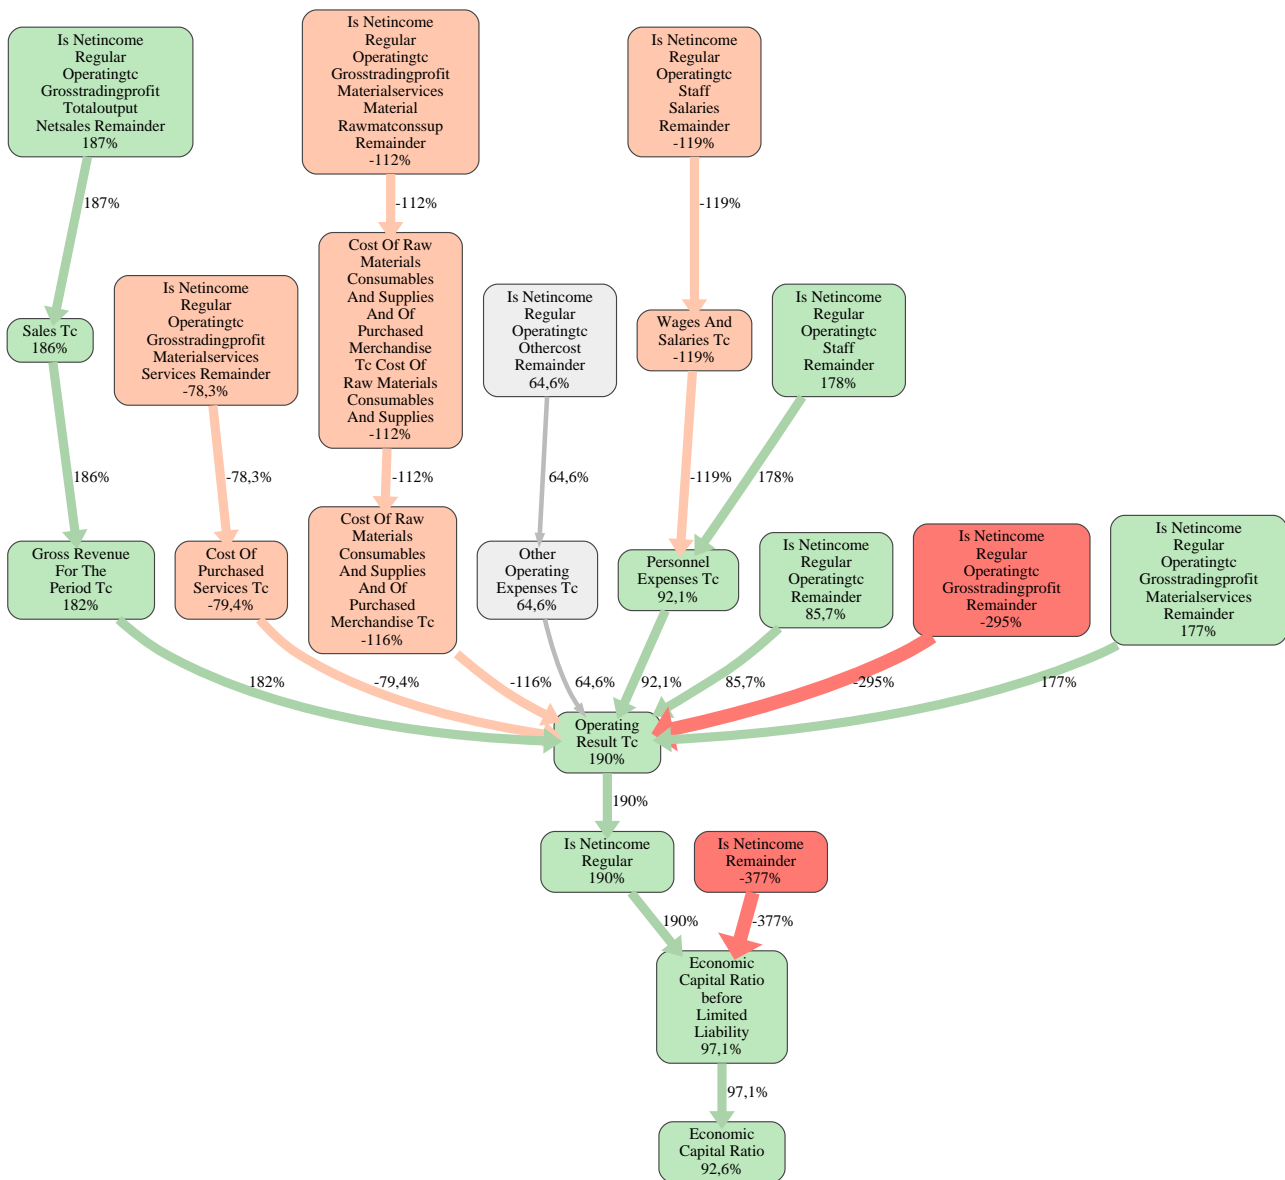 Is Netincome
Regular
Operatingtc
Grosstradingprofit
Totaloutput
Netsales Remainder
187%
Is Netincome
Regular
Operatingtc
Grosstradingprofit
Materialservices
Material
Rawmatconssup
Remainder
-112%
Is Netincome
Regular
Operatingtc
Staff
Salaries
Remainder
-119%
187%
-112%
-119%
Sales Tc
186%
Is Netincome
Regular
Operatingtc
Grosstradingprofit
Materialservices
Services Remainder
-78,3%
Cost Of Raw
Materials
Consumables
And Supplies
And Of
Purchased
Merchandise
Tc Cost Of
Raw Materials
Consumables
And Supplies
-112%
Is Netincome
Regular
Operatingtc
Othercost
Remainder
64,6%
Wages And
Salaries Tc
-119%
Is Netincome
Regular
Operatingtc
Staff
Remainder
178%
186%
-78,3%
-112%
64,6%
-119%
178%
Gross Revenue
For The
Period Tc
182%
Cost Of
Purchased
Services Tc
-79,4%
Cost Of Raw
Materials
Consumables
And Supplies
And Of
Purchased
Merchandise Tc
-116%
Other
Operating
Expenses Tc
64,6%
Personnel
Expenses Tc
92,1%
Is Netincome
Regular
Operatingtc
Remainder
85,7%
Is Netincome
Regular
Operatingtc
Grosstradingprofit
Remainder
-295%
Is Netincome
Regular
Operatingtc
Grosstradingprofit
Materialservices
Remainder
177%
182%
-79,4%
-116%
64,6%
92,1%
85,7%
-295%
177%
Operating
Result Tc
190%
190%
Is Netincome
Regular
190%
Is Netincome
Remainder
-377%
190%
-377%
Economic
Capital Ratio
before
Limited
Liability
97,1%
97,1%
Economic
Capital Ratio
92,6%